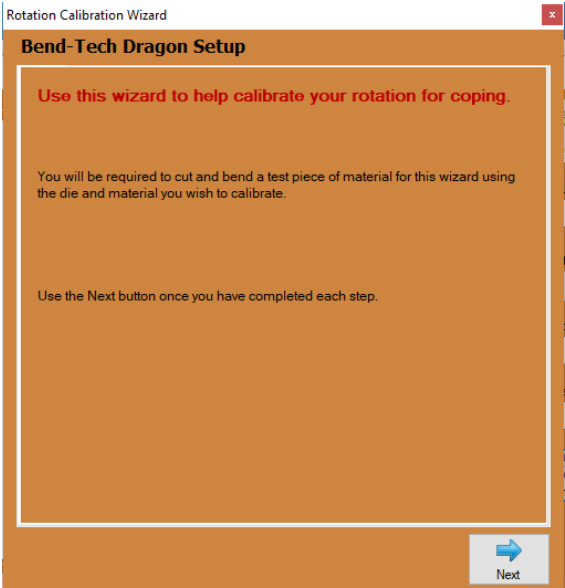 Rotation Calibration Wizard
x
Bend-Tech Dragon Setup
Use this wizard to help calibrate your rotation for coping.
You will be required to cut and bend a test piece of material for this wizard using
the die and material you wish to calibrate.
Use the Next button once you have completed each step.
Next